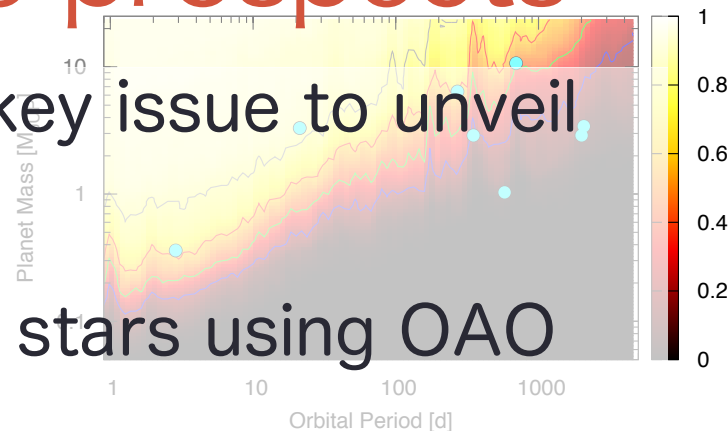 prospects
key issue to unveil
stars using OAO
Planet Mass [M
10
1
1
10
100
1000
Orbital Period [d]
1
0.8
0.6
0.4
0.2
0